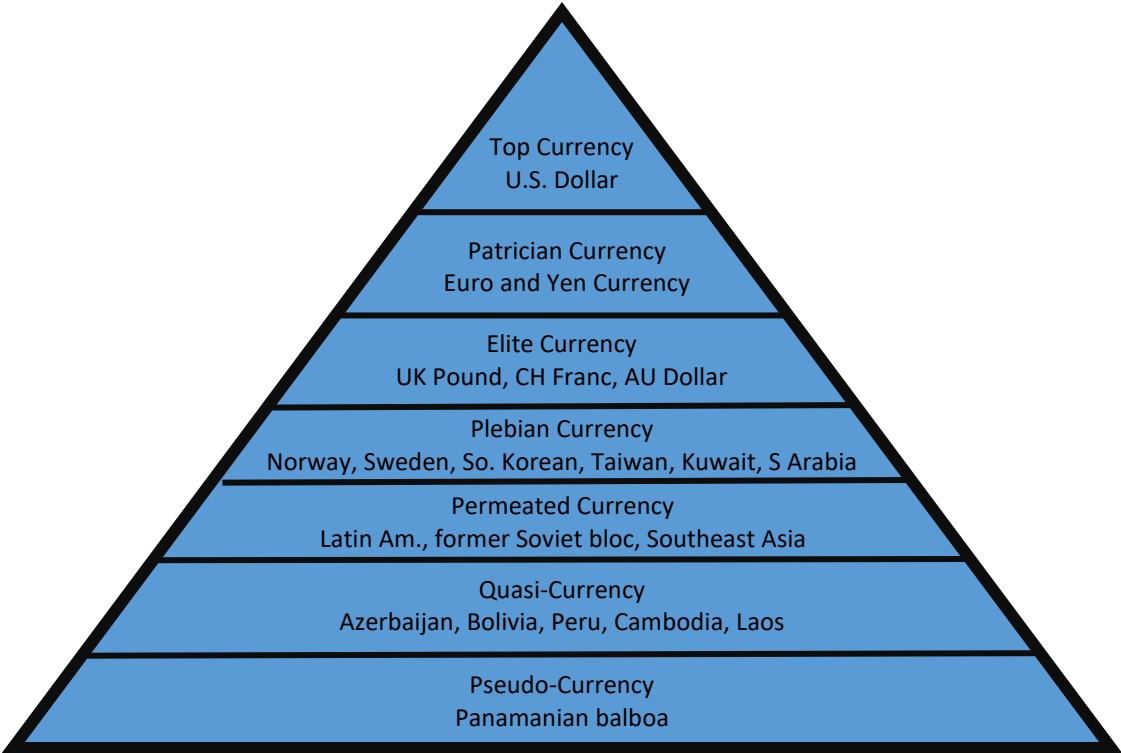 Top Currency
U.S. Dollar
Patrician Currency
Euro and Yen Currency
Elite Currency
UK Pound, CH Franc, AU Dollar
Plebian Currency
Norway, Sweden, So. Korean, Taiwan, Kuwait, S Arabia
Permeated Currency
Latin Am., former Soviet bloc, Southeast Asia
Quasi-Currency
Azerbaijan, Bolivia, Peru, Cambodia, Laos
Pseudo-Currency
Panamanian balboa